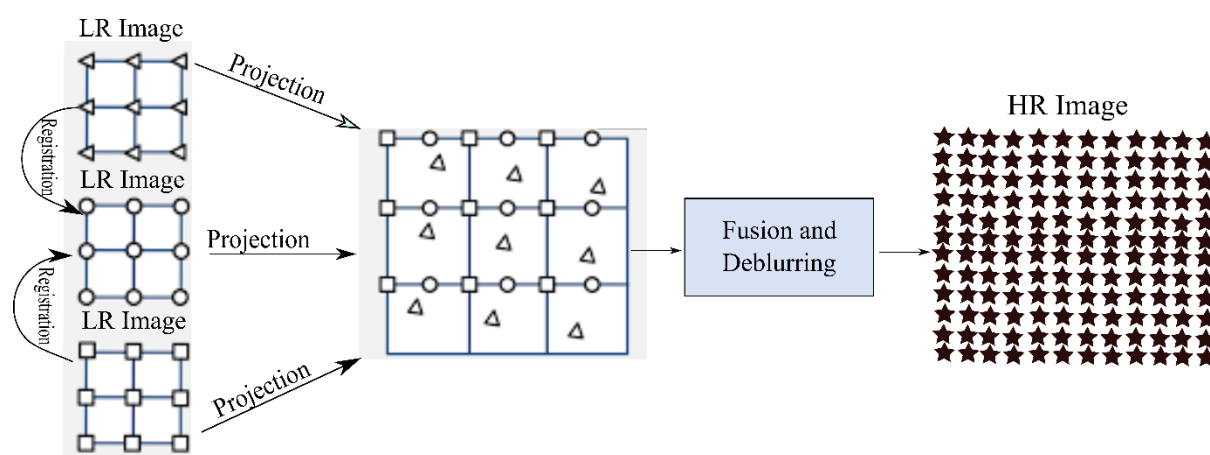 LR Image
Projection
Registration
LR Image
Projection
Registration
LR Image
Projection
Fusion and
Deblurring
HR Image